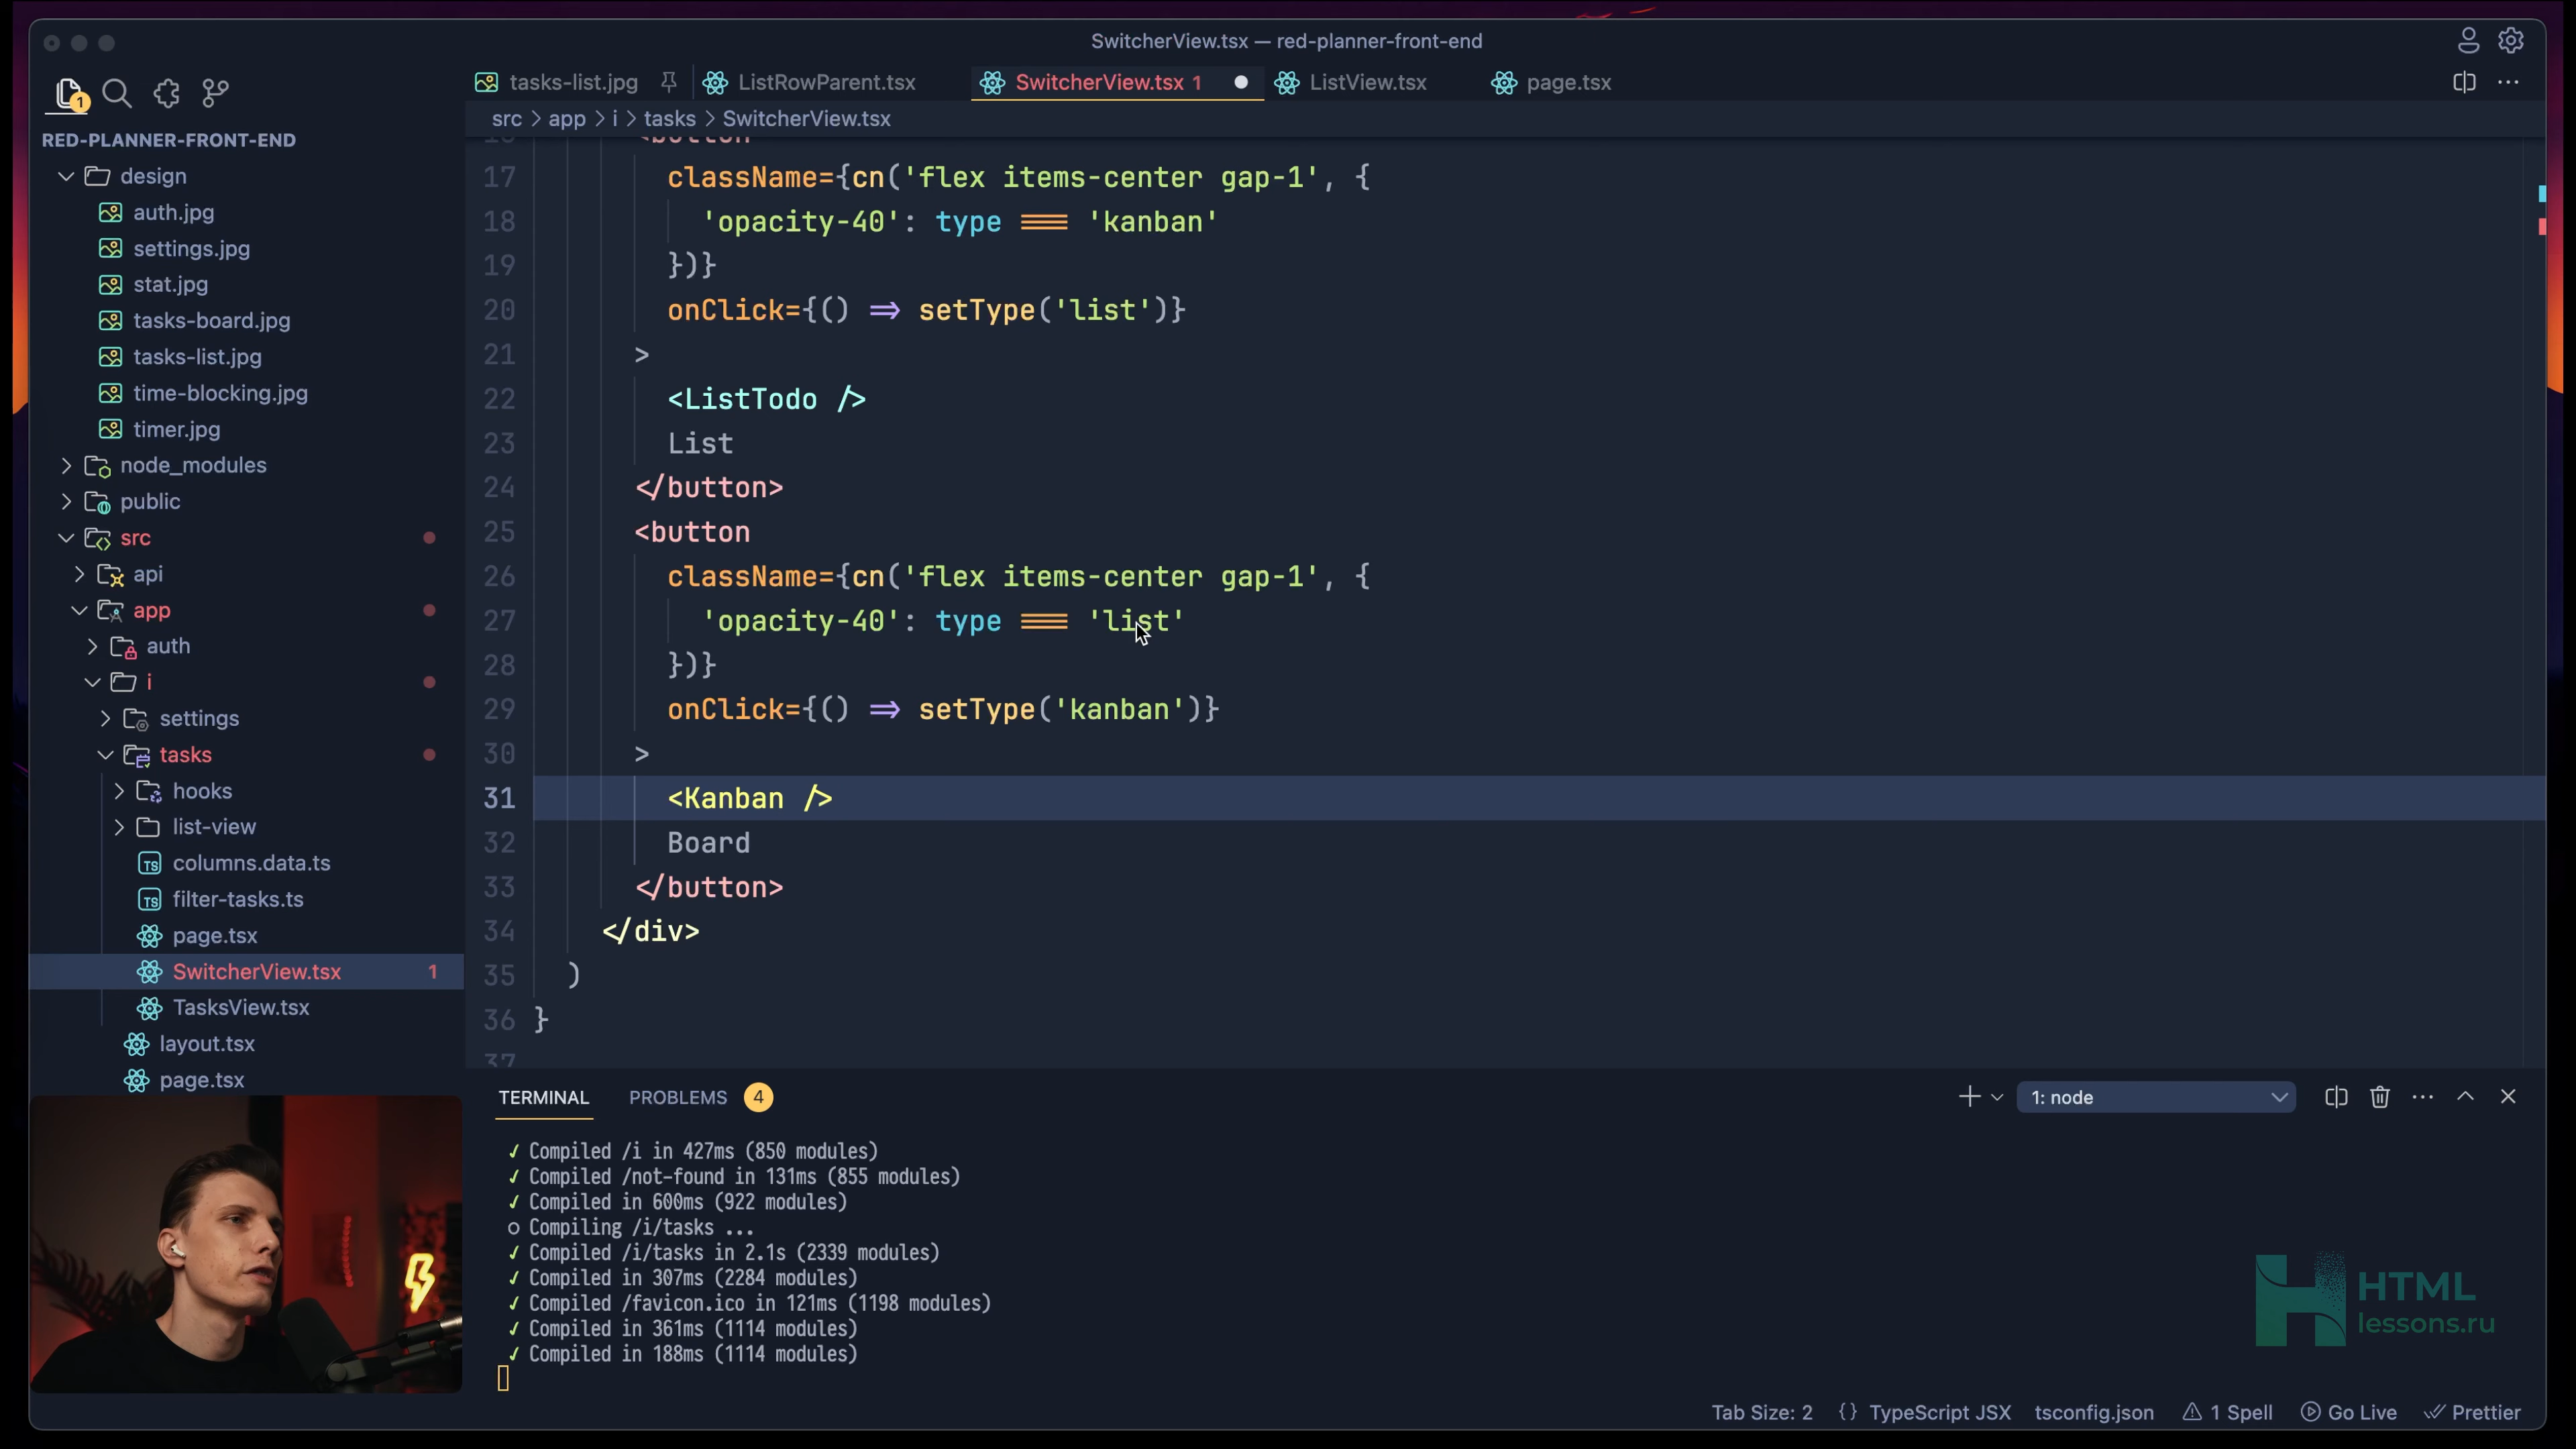 SwitcherView.tsx — red-planner-front-end
1
tasks-list.jpg
ListRowParent.tsx
SwitcherView.tsx 1
ListView.tsx
page.tsx
src > app > i > tasks > SwitcherView.tsx
RED-PLANNER-FRONT-END
design
auth.jpg
settings.jpg
stat.jpg
tasks-board.jpg
tasks-list.jpg
time-blocking.jpg
timer.jpg
node_modules
public
src
api
app
auth
i
settings
tasks
hooks
list-view
TS columns.data.ts
TS filter-tasks.ts
page.tsx
SwitcherView.tsx 1
TasksView.tsx
layout.tsx
page.tsx
16 <button
17 className={cn('flex items-center gap-1', {
18 'opacity-40': type === 'kanban'
19 })}
20 onClick={() => setType('list')}
21 >
22 <ListTodo />
23 List
24 </button>
25 <button
26 className={cn('flex items-center gap-1', {
27 'opacity-40': type === 'list'
28 })}
29 onClick={() => setType('kanban')}
30 >
31 <Kanban />
32 Board
33 </button>
34 </div>
35 )
36 }
37
TERMINAL
PROBLEMS 4
1: node
✓ Compiled /i in 427ms (850 modules)
✓ Compiled /not-found in 131ms (855 modules)
✓ Compiled in 600ms (922 modules)
○ Compiling /i/tasks ...
✓ Compiled /i/tasks in 2.1s (2339 modules)
✓ Compiled in 307ms (2284 modules)
✓ Compiled /favicon.ico in 121ms (1198 modules)
✓ Compiled in 361ms (1114 modules)
✓ Compiled in 188ms (1114 modules)
HTML
lessons.ru
Tab Size: 2
{} TypeScript JSX
tsconfig.json
1 Spell
Go Live
Prettier